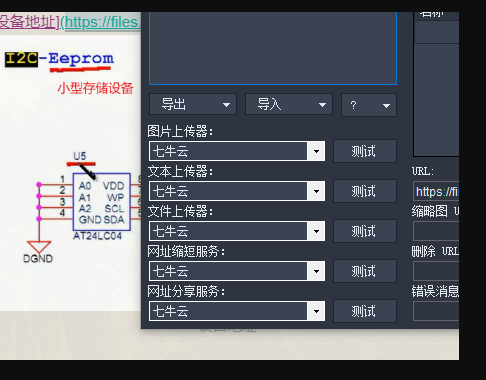 设备地址](https://files
I2C-Eeprom
小型存储设备
U5
1 A0 VDD
2 A1 WP
3 A2 SCL
4 GND SDA
AT24LC04
DGND
导出
导入
?
图片上传器:
七牛云
测试
文本上传器:
七牛云
测试
文件上传器:
七牛云
测试
网址缩短服务:
七牛云
测试
网址分享服务:
七牛云
测试
名称
URL:
https://fi
缩略图 U
删除 URL
错误消息